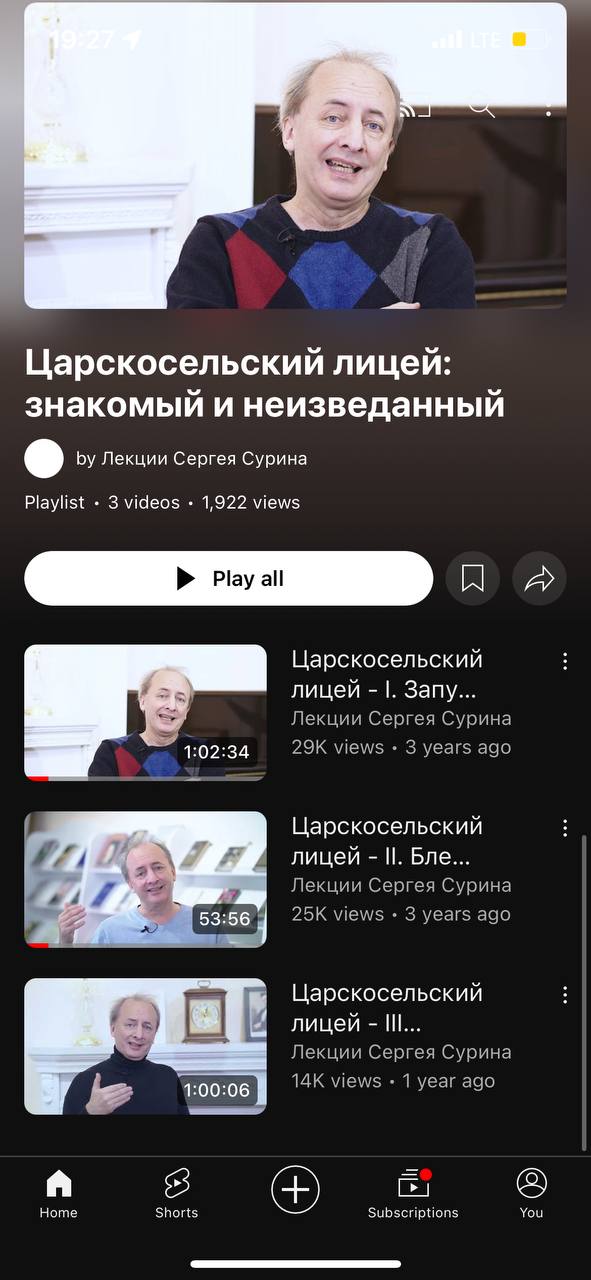 19:27
LTE
Царскосельский лицей:
знакомый и неизведанный
by Лекции Сергея Сурина
Playlist • 3 videos • 1,922 views
Play all
1:02:34
Царскосельский
лицей - I. Запу...
Лекции Сергея Сурина
29K views • 3 years ago
53:56
Царскосельский
лицей - II. Бле...
Лекции Сергея Сурина
25K views • 3 years ago
1:00:06
Царскосельский
лицей - III...
Лекции Сергея Сурина
14K views • 1 year ago
Home
Shorts
Subscriptions
You